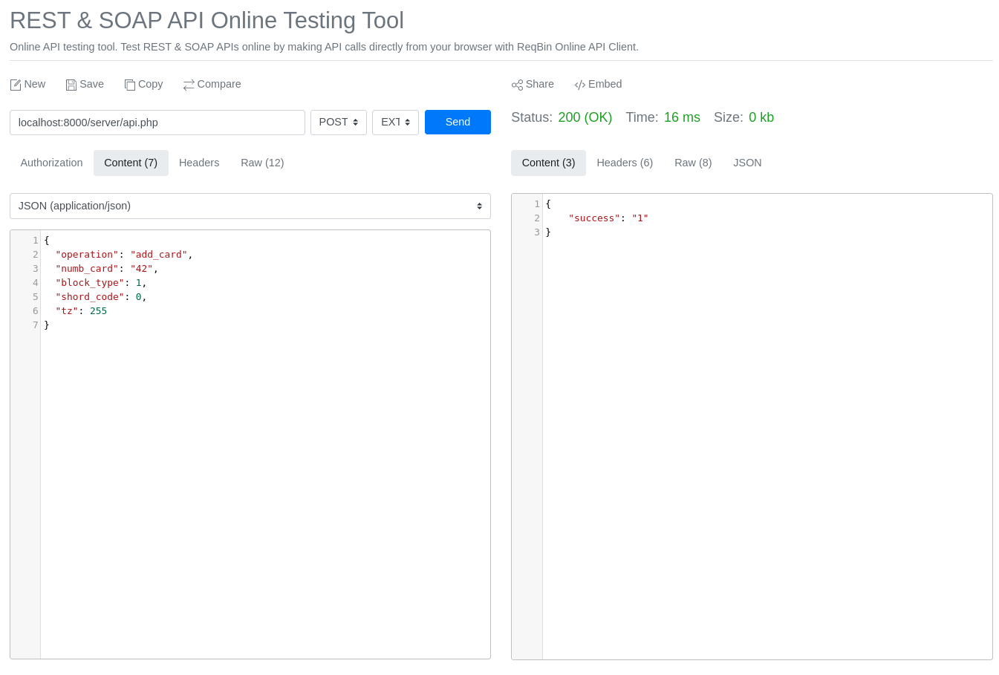 REST & SOAP API Online Testing Tool
Online API testing tool. Test REST & SOAP APIs online by making API calls directly from your browser with ReqBin Online API Client.
New Save Copy Compare Share Embed
localhost:8000/server/api.php POST EXT Send Status: 200 (OK) Time: 16 ms Size: 0 kb
Authorization Content (7) Headers Raw (12) Content (3) Headers (6) Raw (8) JSON
JSON (application/json)
1 {
2 "operation": "add_card",
3 "numb_card": "42",
4 "block_type": 1,
5 "shord_code": 0,
6 "tz": 255
7 }
1 {
2 "success": "1"
3 }